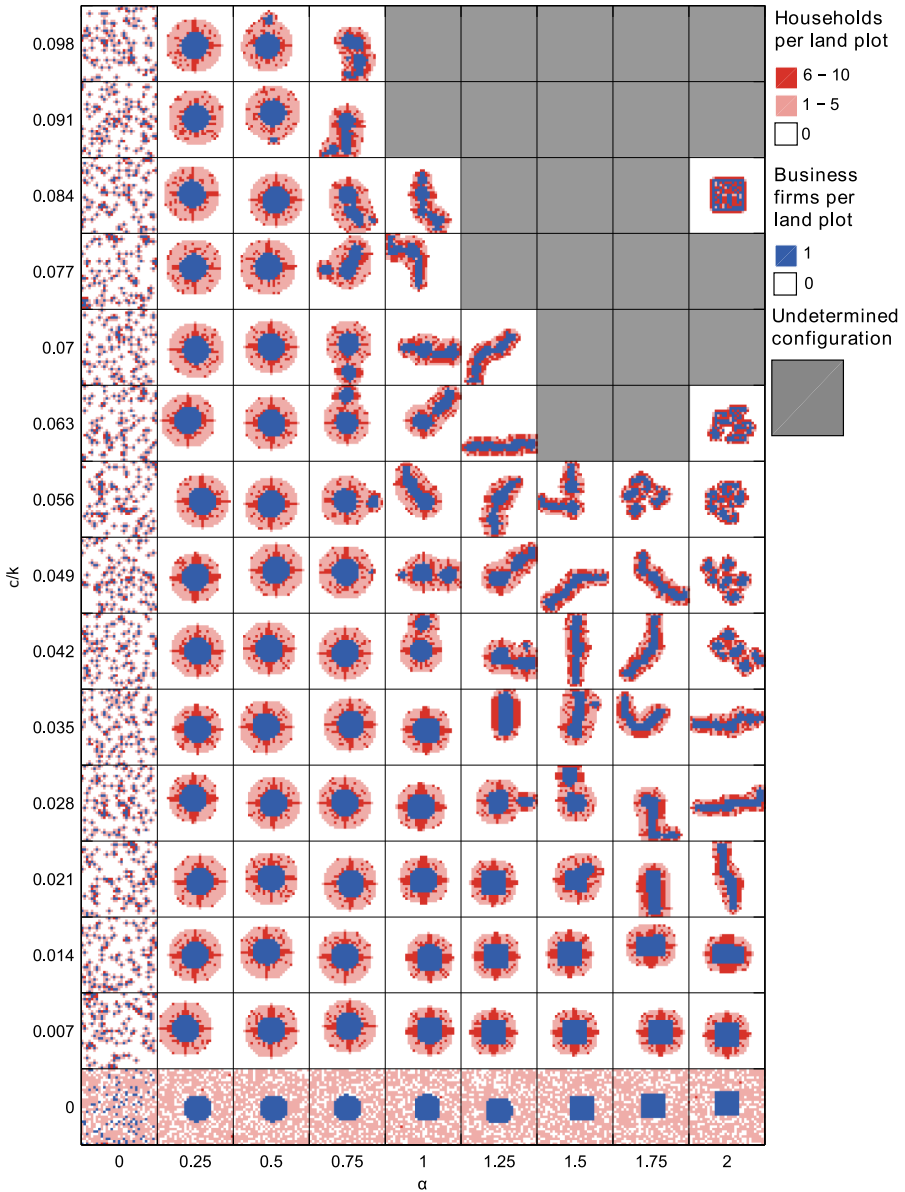 0.098
0.091
0.084
0.077
0.07
0.063
0.056
0.049
0.042
0.035
0.028
0.021
0.014
0.007
0
c/k
0 0.25 0.5 0.75 1 1.25 1.5 1.75 2
α
Households
per land plot
6 – 10
1 – 5
0
Business
firms per
land plot
1
0
Undetermined
configuration